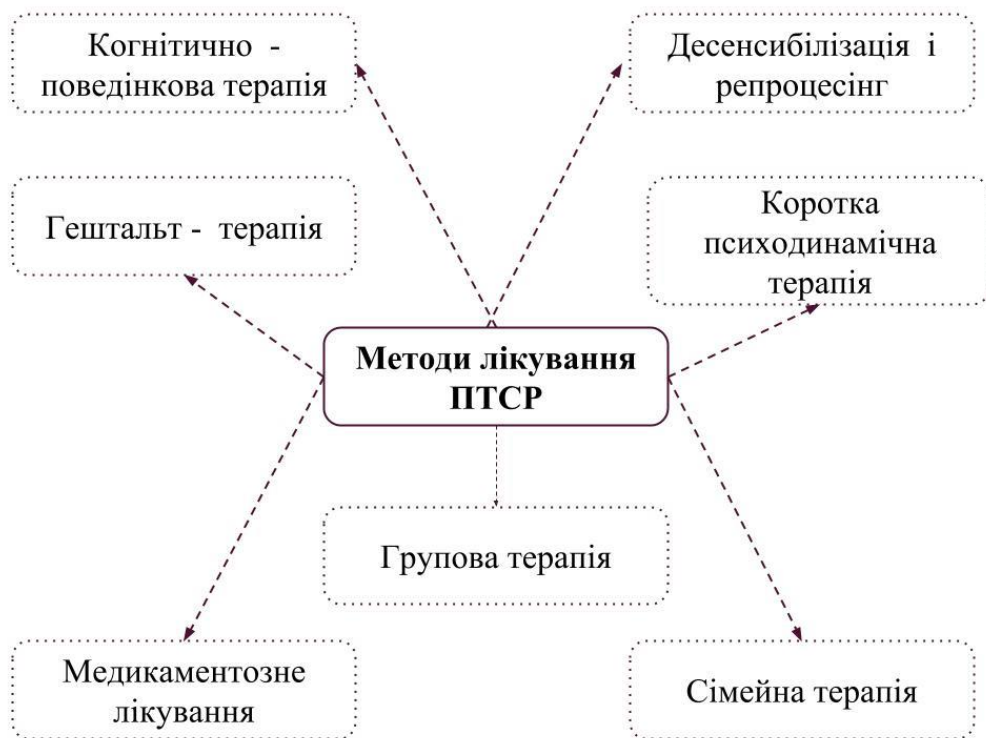 Когнітично -
поведінкова терапія
Десенсибілізація і
репроцесінг
Гештальт - терапія
Коротка
психодинамічна
терапія
Методи лікування
ПТСР
Групова терапія
Медикаментозне
лікування
Сімейна терапія